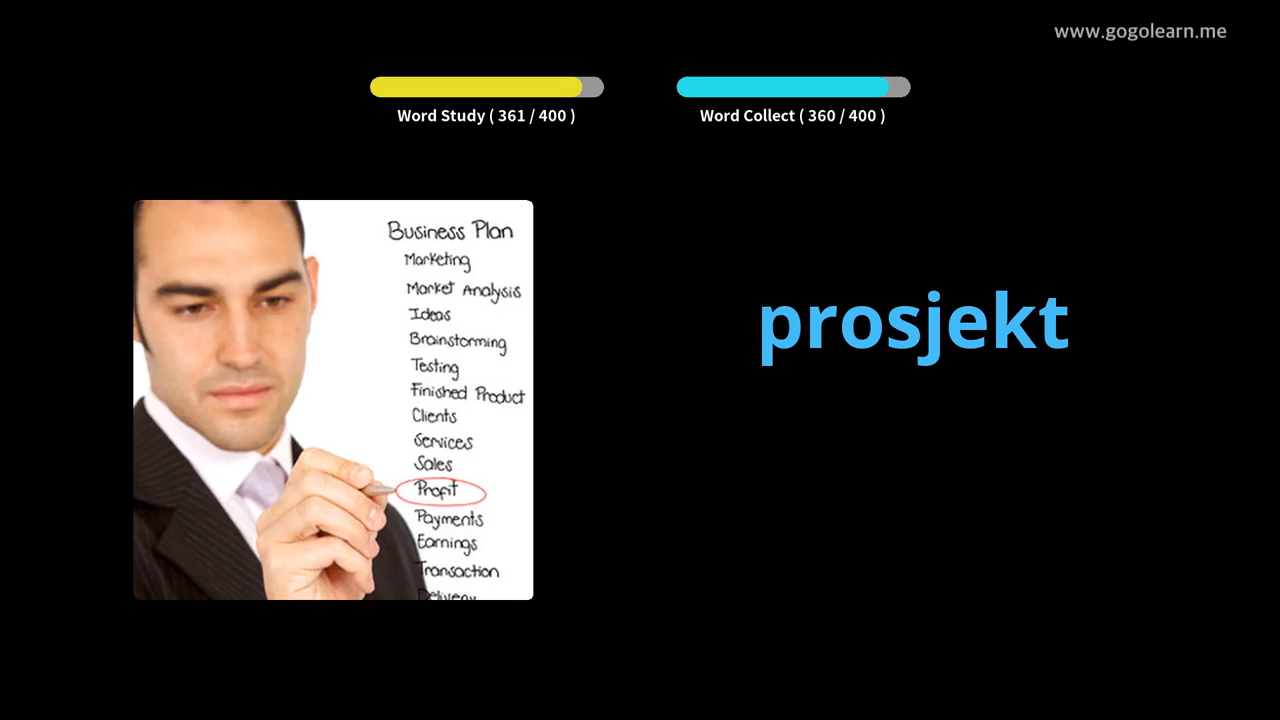 www.gogolearn.me
Word Study ( 361 / 400 )
Word Collect ( 360 / 400 )
Business Plan
Marketing
Market Analysis
Ideas
Brainstorming
Testing
Finished Product
Clients
Services
Sales
Profit
Payments
Earnings
Transaction
Delivery
prosjekt